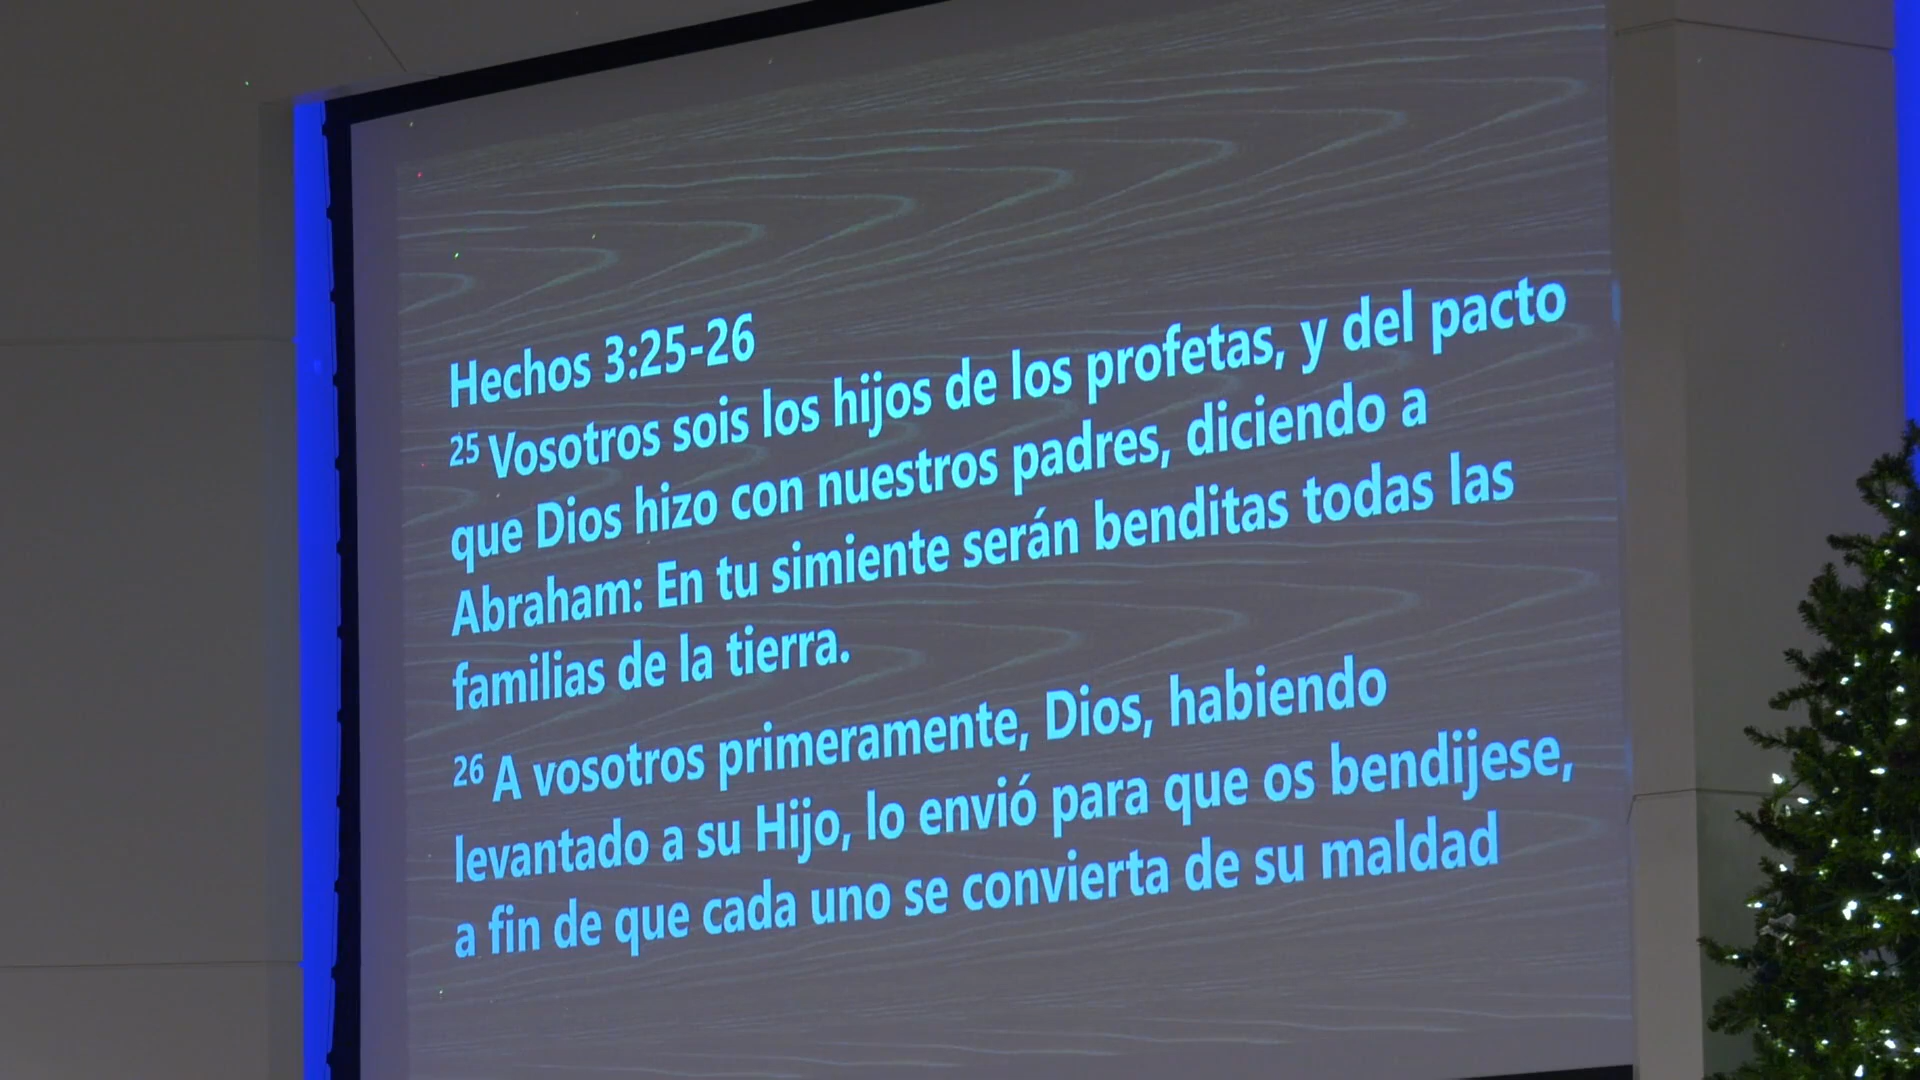 Hechos 3:25-26
25 Vosotros sois los hijos de los profetas, y del pacto
que Dios hizo con nuestros padres, diciendo a
Abraham: En tu simiente serán benditas todas las
familias de la tierra.
26 A vosotros primeramente, Dios, habiendo
levantado a su Hijo, lo envió para que os bendijese,
a fin de que cada uno se convierta de su maldad